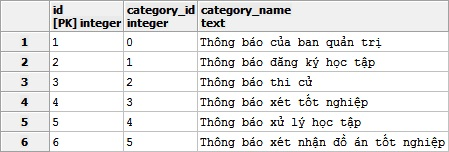 id category_id category_name
[PK] integer integer text
1 1 0 Thông báo của ban quản trị
2 2 1 Thông báo đăng ký học tập
3 3 2 Thông báo thi cử
4 4 3 Thông báo xét tốt nghiệp
5 5 4 Thông báo xử lý học tập
6 6 5 Thông báo xét nhận đồ án tốt nghiệp